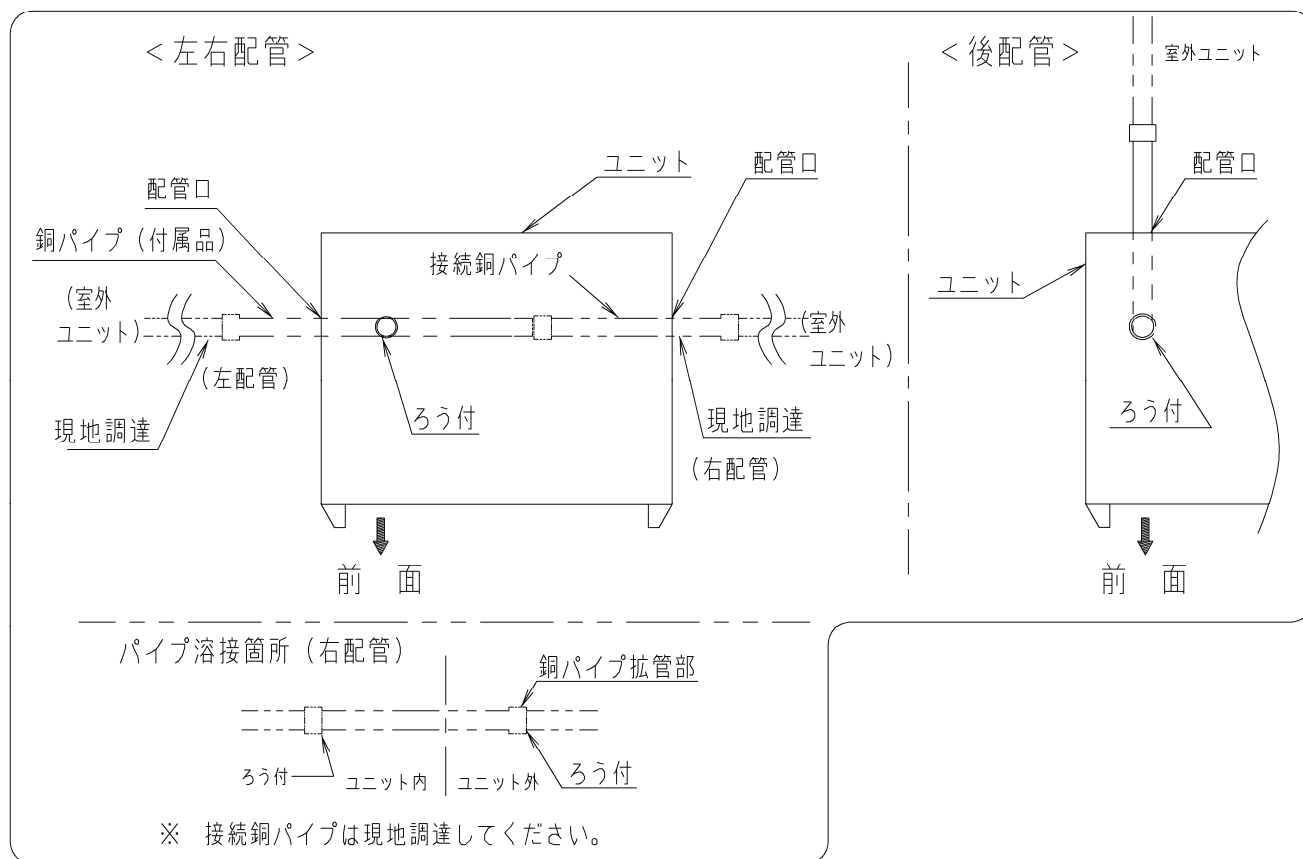 <左右配管>
ユニット
配管口
配管口
銅パイプ（付属品）
接続銅パイプ
(室外
ユニット)
(室外
ユニット)
(左配管)
ろう付
現地調達
現地調達
(右配管)
前 面
<後配管>
室外ユニット
配管口
ユニット
ろう付
前 面
パイプ溶接箇所（右配管）
銅パイプ拡管部
ろう付
ユニット内
ユニット外
ろう付
※ 接続銅パイプは現地調達してください。